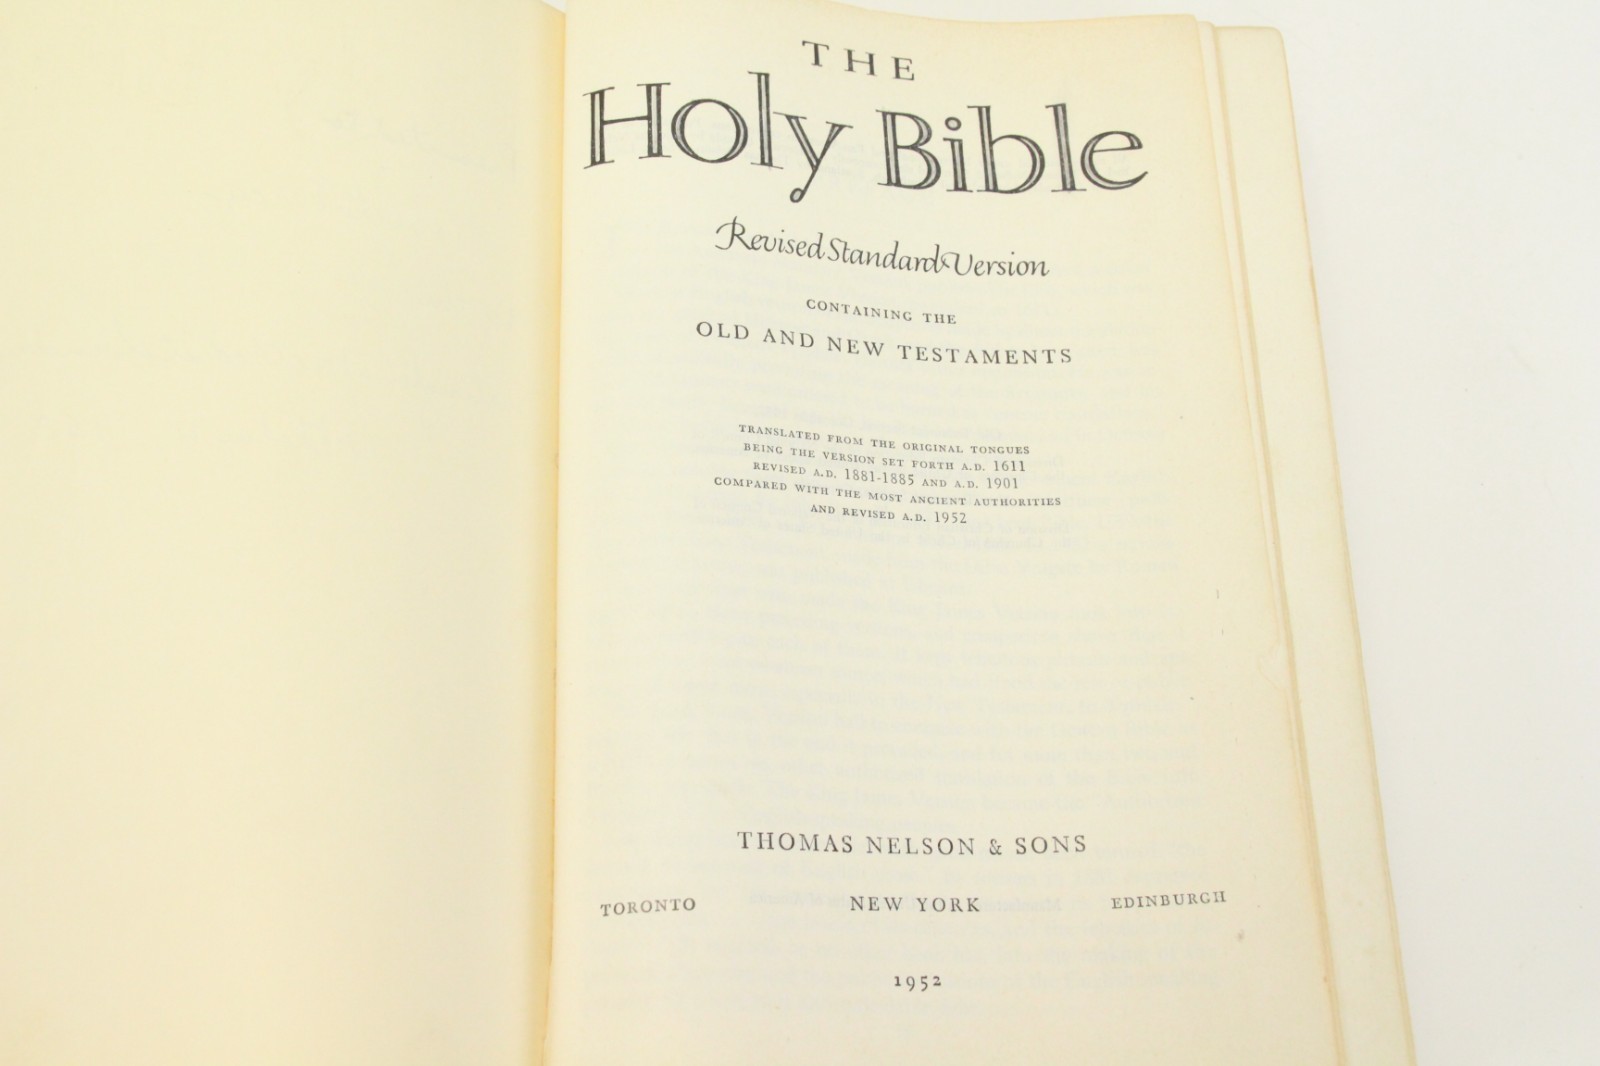 THE
Holy Bible
Revised Standard Version
CONTAINING THE
OLD AND NEW TESTAMENTS
TRANSLATED FROM THE ORIGINAL TONGUES
BEING THE VERSION SET FORTH A.D. 1611
REVISED A.D. 1881-1885 AND A.D. 1901
COMPARED WITH THE MOST ANCIENT AUTHORITIES
AND REVISED A.D. 1952
THOMAS NELSON & SONS
TORONTO NEW YORK EDINBURGH
1952